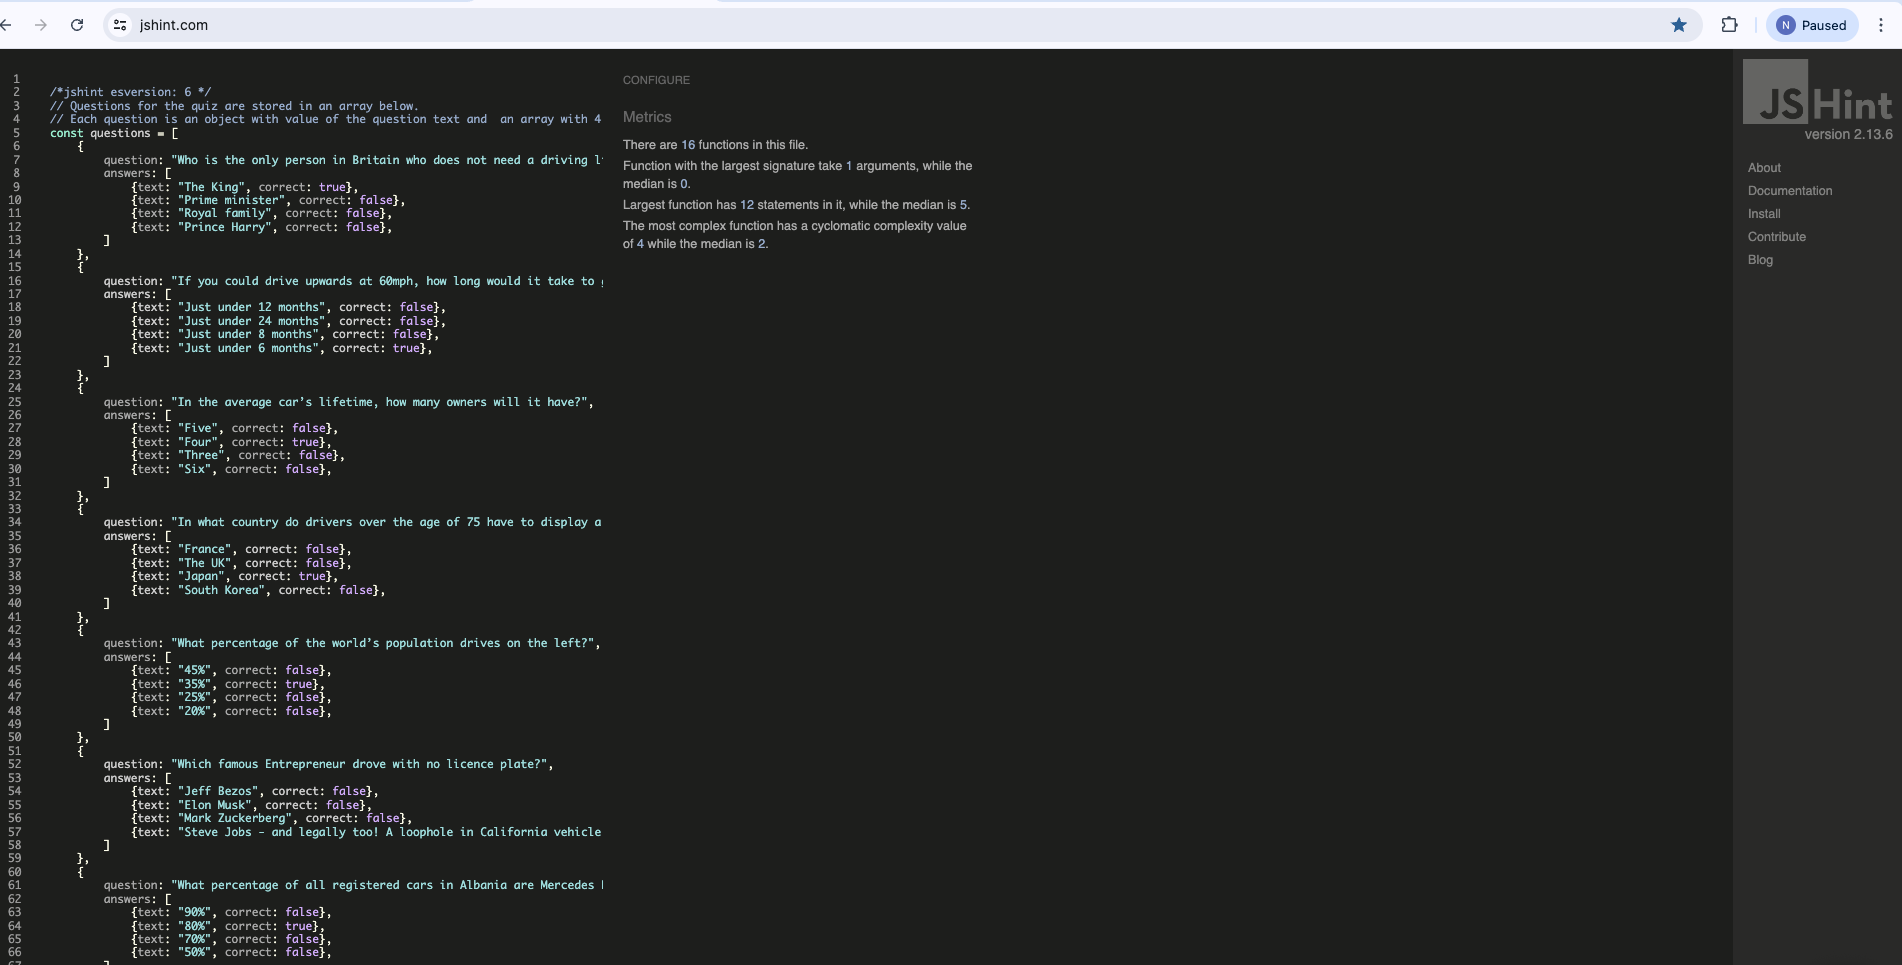 jshint.com
N Paused
1
2 /*jshint esversion: 6 */
3 // Questions for the quiz are stored in an array below.
4 // Each question is an object with value of the question text and  an array with 4
5 const questions = [
6 {
7 question: "Who is the only person in Britain who does not need a driving l
8 answers: [
9 {text: "The King", correct: true},
10 {text: "Prime minister", correct: false},
11 {text: "Royal family", correct: false},
12 {text: "Prince Harry", correct: false},
13 ]
14 },
15 {
16 question: "If you could drive upwards at 60mph, how long would it take to
17 answers: [
18 {text: "Just under 12 months", correct: false},
19 {text: "Just under 24 months", correct: false},
20 {text: "Just under 8 months", correct: false},
21 {text: "Just under 6 months", correct: true},
22 ]
23 },
24 {
25 question: "In the average car’s lifetime, how many owners will it have?",
26 answers: [
27 {text: "Five", correct: false},
28 {text: "Four", correct: true},
29 {text: "Three", correct: false},
30 {text: "Six", correct: false},
31 ]
32 },
33 {
34 question: "In what country do drivers over the age of 75 have to display a
35 answers: [
36 {text: "France", correct: false},
37 {text: "The UK", correct: false},
38 {text: "Japan", correct: true},
39 {text: "South Korea", correct: false},
40 ]
41 },
42 {
43 question: "What percentage of the world’s population drives on the left?",
44 answers: [
45 {text: "45%", correct: false},
46 {text: "35%", correct: true},
47 {text: "25%", correct: false},
48 {text: "20%", correct: false},
49 ]
50 },
51 {
52 question: "Which famous Entrepreneur drove with no licence plate?",
53 answers: [
54 {text: "Jeff Bezos", correct: false},
55 {text: "Elon Musk", correct: false},
56 {text: "Mark Zuckerberg", correct: false},
57 {text: "Steve Jobs - and legally too! A loophole in California vehicle
58 ]
59 },
60 {
61 question: "What percentage of all registered cars in Albania are Mercedes
62 answers: [
63 {text: "90%", correct: false},
64 {text: "80%", correct: true},
65 {text: "70%", correct: false},
66 {text: "50%", correct: false},
CONFIGURE
Metrics
There are 16 functions in this file.
Function with the largest signature take 1 arguments, while the
median is 0.
Largest function has 12 statements in it, while the median is 5.
The most complex function has a cyclomatic complexity value
of 4 while the median is 2.
JSHint
version 2.13.6
About
Documentation
Install
Contribute
Blog